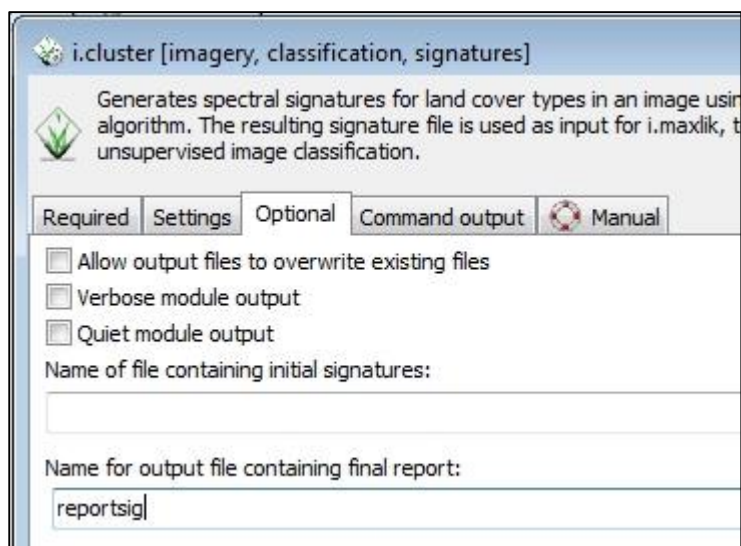 i.cluster [imagery, classification, signatures]
Generates spectral signatures for land cover types in an image
algorithm. The resulting signature file is used as input for i.maxlik,
unsupervised image classification.
Required Settings Optional Command output Manual
Allow output files to overwrite existing files
Verbose module output
Quiet module output
Name of file containing initial signatures:
Name for output file containing final report:
reportsig